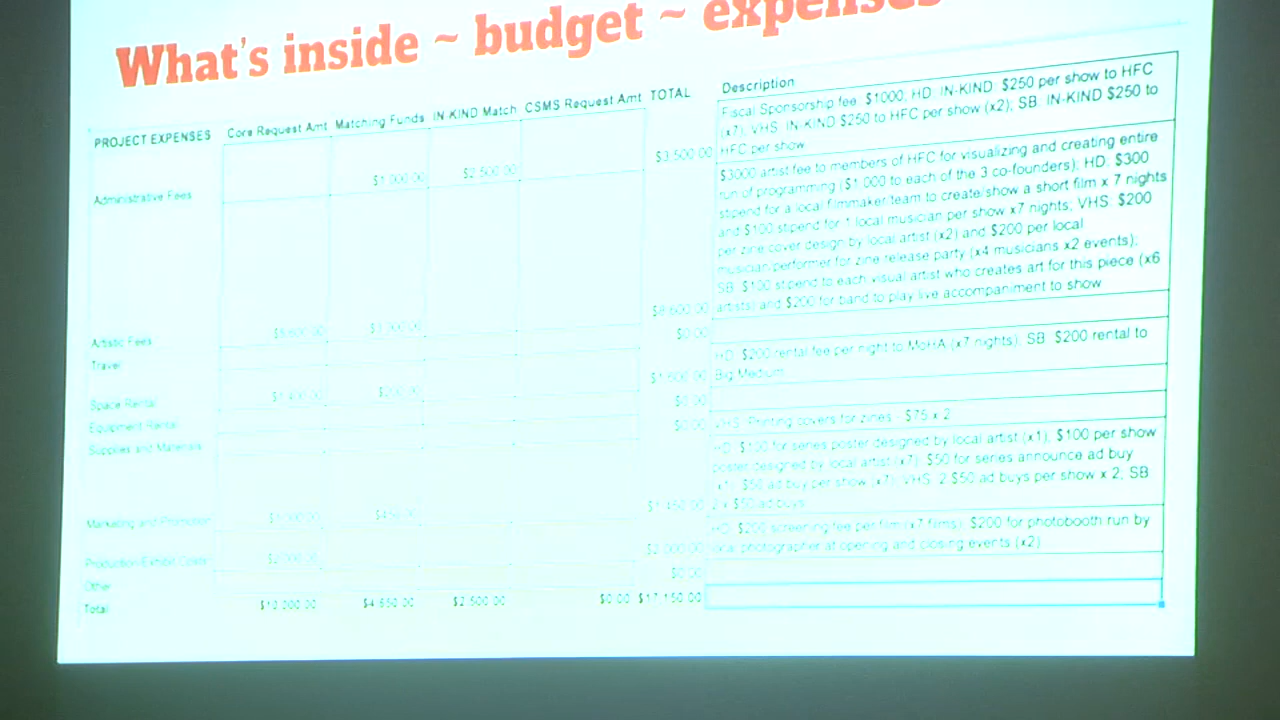 What's inside ~ budget ~ expenses
PROJECT EXPENSES Core Request Amt Matching Funds IN KIND Match CSMS Request Amt TOTAL Description
Administrative Fees $1 000.00 $2 500.00 $3,500.00
Fiscal Sponsorship fee $1000; HD: IN-KIND $250 per show to HFC
(x7); VHS: IN-KIND $250 to HFC per show (x2); SB: IN-KIND $250 to
HFC per show
Artistic Fees $8 600.00
$3000 artist fee to members of HFC for visualizing and creating entire
run of programming ($1 000 to each of the 3 co-founders); HD: $300
stipend for a local filmmaker team to create/show a short film x 7 nights
and $100 stipend for 1 local musician per show x7 nights; VHS: $200
per zine cover design by local artist (x2) and $200 per local
musician/performer for zine release party (x4 musicians x2 events);
SB: $100 stipend to each visual artist who creates art for this piece (x6
artists) and $200 for band to play live accompaniment to show
Travel $0.00
Space Rental $1 400.00 $200.00 $1 600.00
HD: $200 rental fee per night to MoHA (x7 nights); SB: $200 rental to
Big Medium
Equipment Rental $0.00
Supplies and Materials $0.00 VHS: Printing covers for zines - $75 x 2
Marketing and Promotion $450.00 $1 450.00
HD: $100 for series poster designed by local artist (x1); $100 per show
poster designed by local artist (x7); $50 for series announce ad buy
(x1); $50 ad buy per show (x7); VHS: 2 $50 ad buys per show x 2; SB:
2 x $50 ad buys
Production/Exhibit Costs $2 000.00 $2 000.00
HD: $200 screening fee per film (x7 films); $200 for photobooth run by
local photographer at opening and closing events (x2)
Other $0.00
Total $4 650.00 $2 500.00 $0.00 $17,150.00